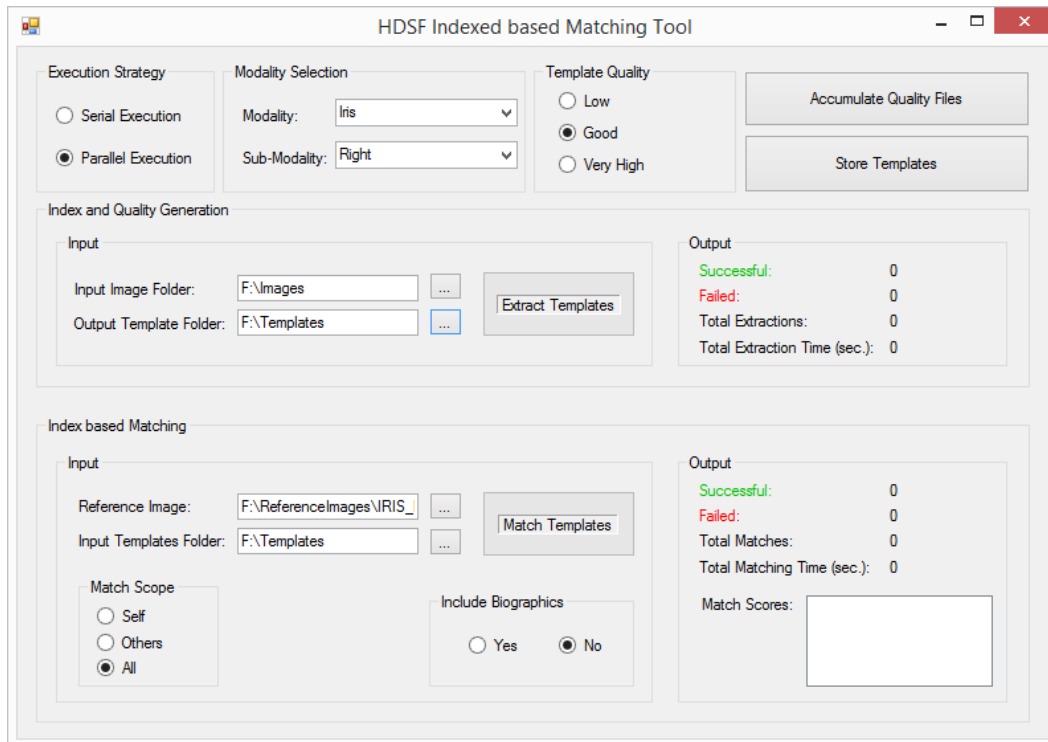 HDSF Indexed based Matching Tool
Execution Strategy
Serial Execution
Parallel Execution
Modality Selection
Modality: Iris
Sub-Modality: Right
Template Quality
Low
Good
Very High
Accumulate Quality Files
Store Templates
Index and Quality Generation
Input
Input Image Folder: F:\Images ...
Output Template Folder: F:\Templates ...
Extract Templates
Output
Successful: 0
Failed: 0
Total Extractions: 0
Total Extraction Time (sec.): 0
Index based Matching
Input
Reference Image: F:\ReferenceImages\IRIS_ ...
Input Templates Folder: F:\Templates ...
Match Templates
Match Scope
Self
Others
All
Include Biographics
Yes No
Output
Successful: 0
Failed: 0
Total Matches: 0
Total Matching Time (sec.): 0
Match Scores: